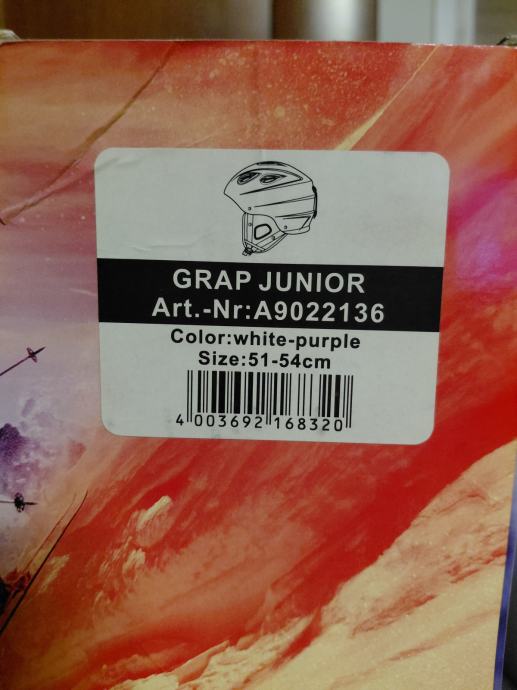 GRAP JUNIOR
Art.-Nr:A9022136
Color:white-purple
Size:51-54cm
4 003692 168320